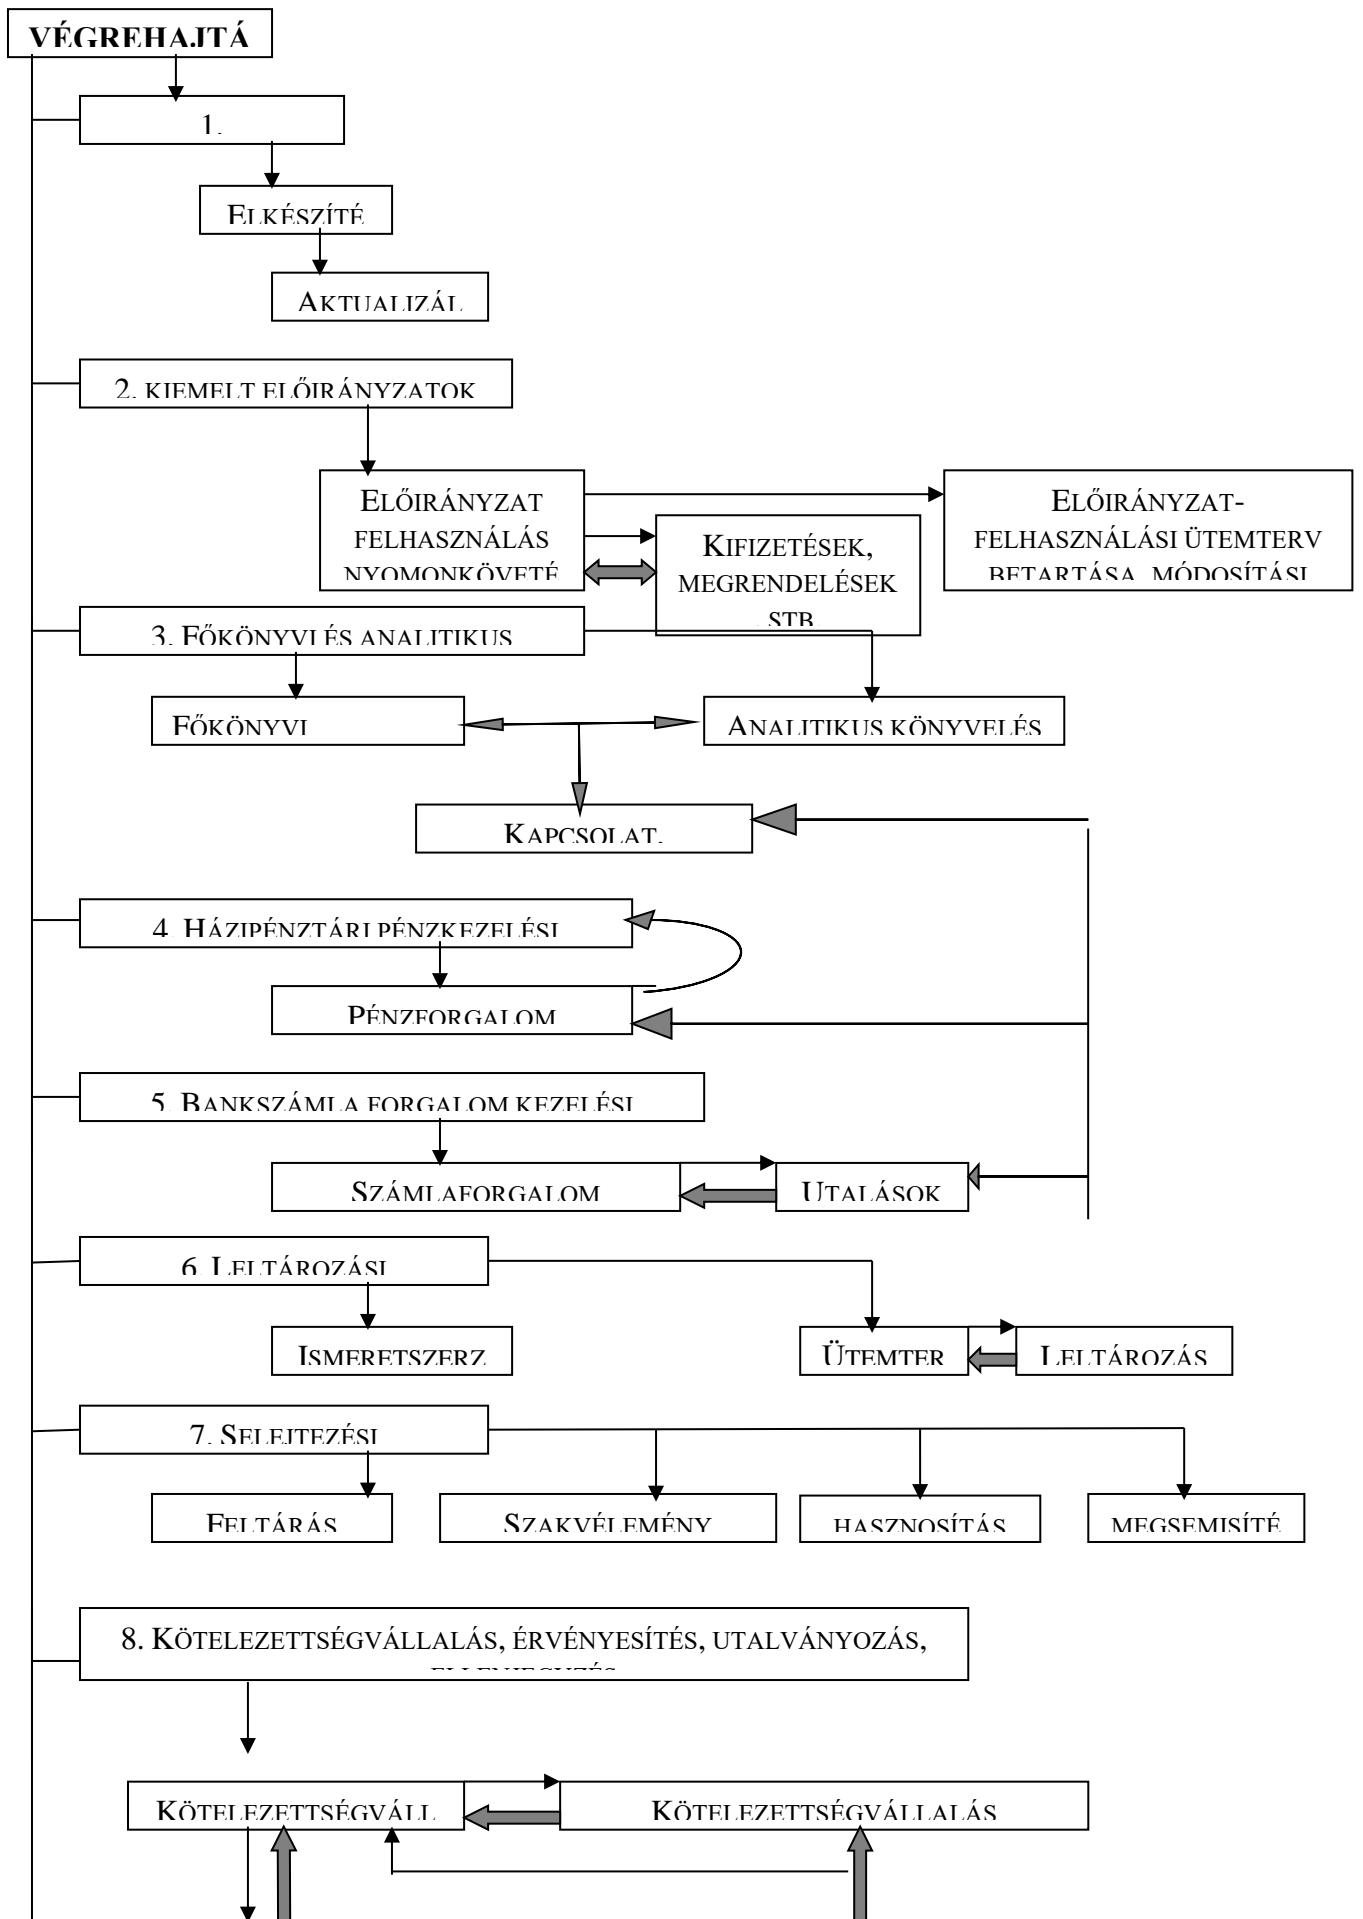 VÉGREHAJTÁ
1.
ELKÉSZÍTÉ
AKTUALIZÁL
2. KIEMELT ELŐIRÁNYZATOK
ELŐIRÁNYZAT
FELHASZNÁLÁS
NYOMONKÖVETÉ
KIFIZETÉSEK,
MEGRENDELÉSEK
STB
ELŐIRÁNYZAT-
FELHASZNÁLÁSI ÜTEMTERV
BETARTÁSA MÓDOSÍTÁSI
3. FŐKÖNYVI ÉS ANALITIKUS
FŐKÖNYVI
ANALITIKUS KÖNYVELÉS
KAPCSOLAT,
4. HÁZIPÉNZTÁRI PÉNZKEZELÉSI
PÉNZFORGALOM
5. BANKSZÁMLA FORGALOM KEZELÉSI
SZÁMLAFORGALOM
UTALÁSOK
6. LELTÁROZÁSI
ISMERETSZERZ
ÜTEMTER
LELTÁROZÁS
7. SELEJTEZÉSI
FELTÁRÁS
SZAKVÉLEMÉNY
HASZNOSÍTÁS
MEGSEMISÍTÉ
8. KÖTELEZETTSÉGVÁLLALÁS, ÉRVÉNYESÍTÉS, UTALVÁNYOZÁS,
ELLENJEGYZÉS
KÖTELEZETTSÉGVÁLL
KÖTELEZETTSÉGVÁLLALÁS